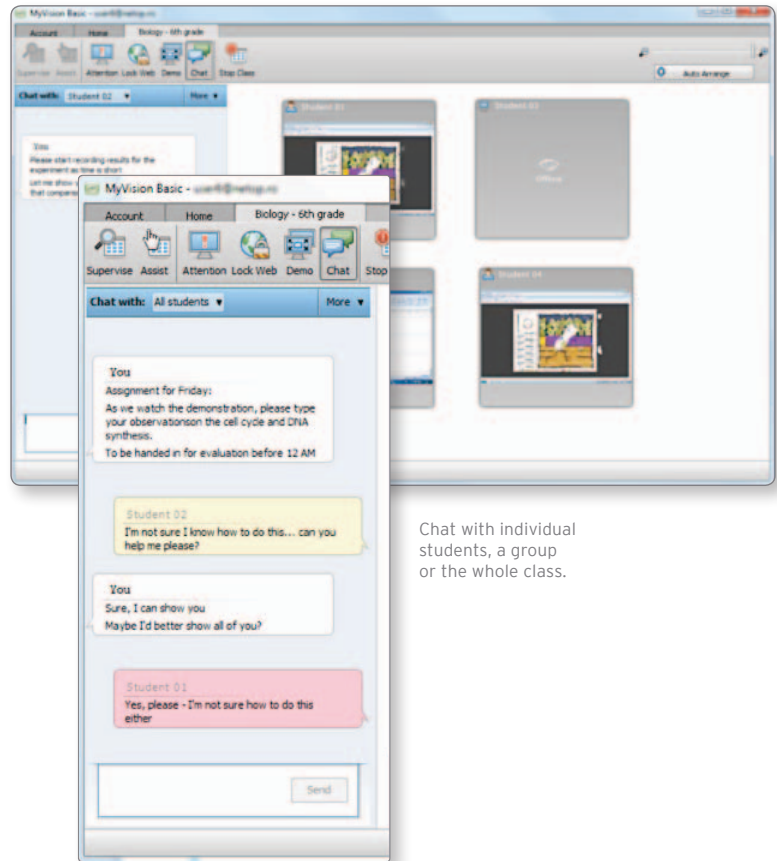 MyVision Basic -
Account Home Biology - 6th grade
Supervise Assist Attention Lock Web Demo Chat Stop Class
Auto Arrange
Chat with: Student 02 More
You
Please start recording results for the
experiment as time is short
Let me show
that
Student 01
Student 03
Offline
Student 04
MyVision Basic -
Account Home Biology - 6th grade
Supervise Assist Attention Lock Web Demo Chat Stop
Chat with: All students More
You
Assignment for Friday:
As we watch the demonstration, please type
your observationson the cell cycle and DNA
synthesis.
To be handed in for evaluation before 12 AM
Student 02
I'm not sure I know how to do this... can you
help me please?
You
Sure, I can show you
Maybe I'd better show all of you?
Student 01
Yes, please - I'm not sure how to do this
either
Send
Chat with individual
students, a group
or the whole class.